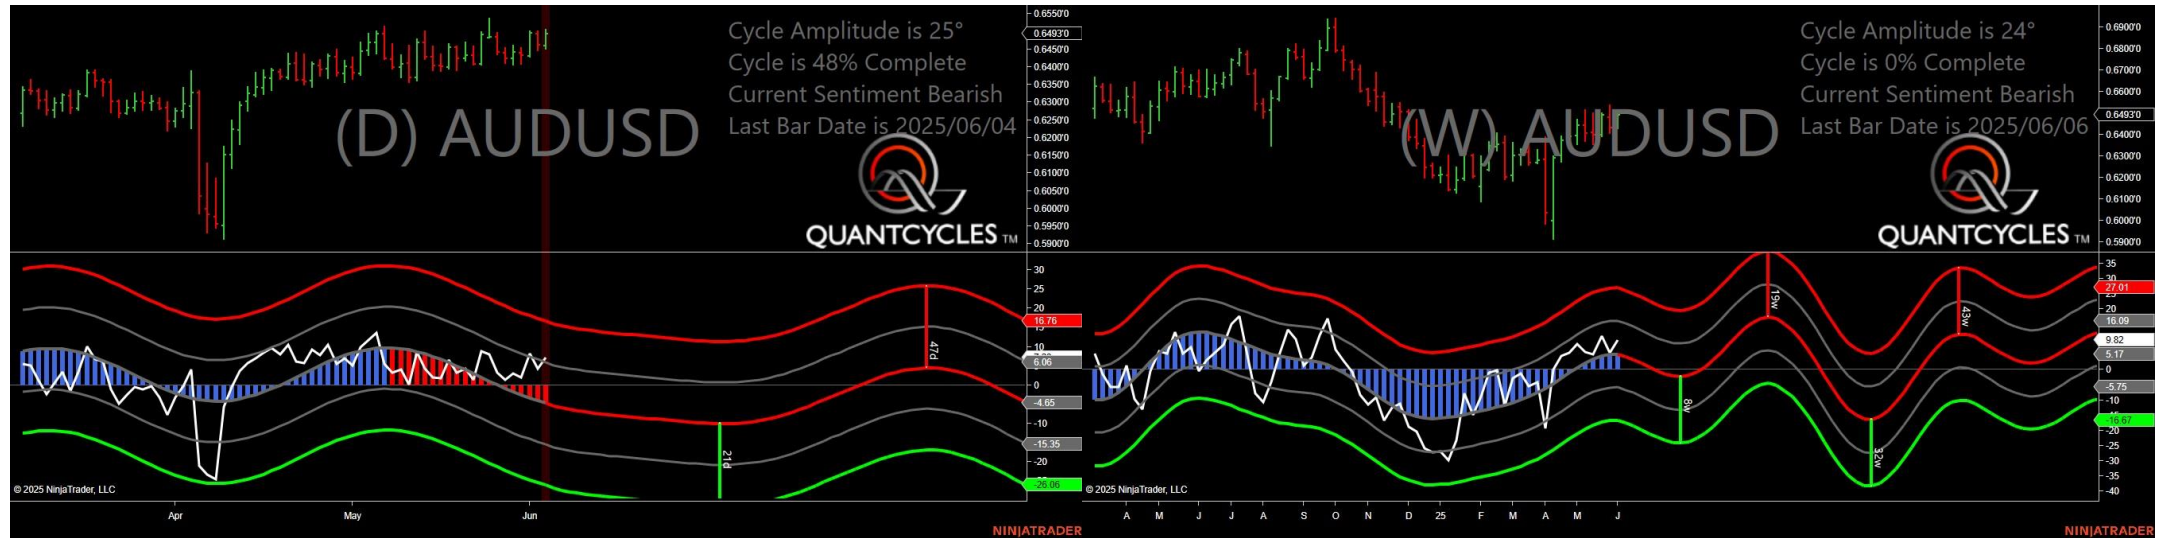 Cycle Amplitude is 25°
Cycle is 48% Complete
Current Sentiment Bearish
Last Bar Date is 2025/06/04
(D) AUDUSD
QUANTCYCLES TM
0.6550'0
0.6493'0
0.6450'0
0.6400'0
0.6350'0
0.6300'0
0.6250'0
0.6200'0
0.6150'0
0.6100'0
0.6050'0
0.6000'0
0.5950'0
0.5900'0
30
25
20
16.76
15
10
6.06
0
-4.65
-10
-15.35
-20
-26.06
47d
21d
© 2025 NinjaTrader, LLC
Apr
May
Jun
NINJATRADER
Cycle Amplitude is 24°
Cycle is 0% Complete
Current Sentiment Bearish
Last Bar Date is 2025/06/06
(W) AUDUSD
QUANTCYCLES TM
0.6900'0
0.6800'0
0.6700'0
0.6600'0
0.6493'0
0.6400'0
0.6300'0
0.6200'0
0.6100'0
0.6000'0
0.5900'0
35
30
27.01
25
20
16.09
9.82
5.17
0
-5.75
-10
-16.67
-20
-25
-30
-35
-40
19w
43w
8w
32w
© 2025 NinjaTrader, LLC
A M J J A S O N D 25 F M A M J
NINJATRADER